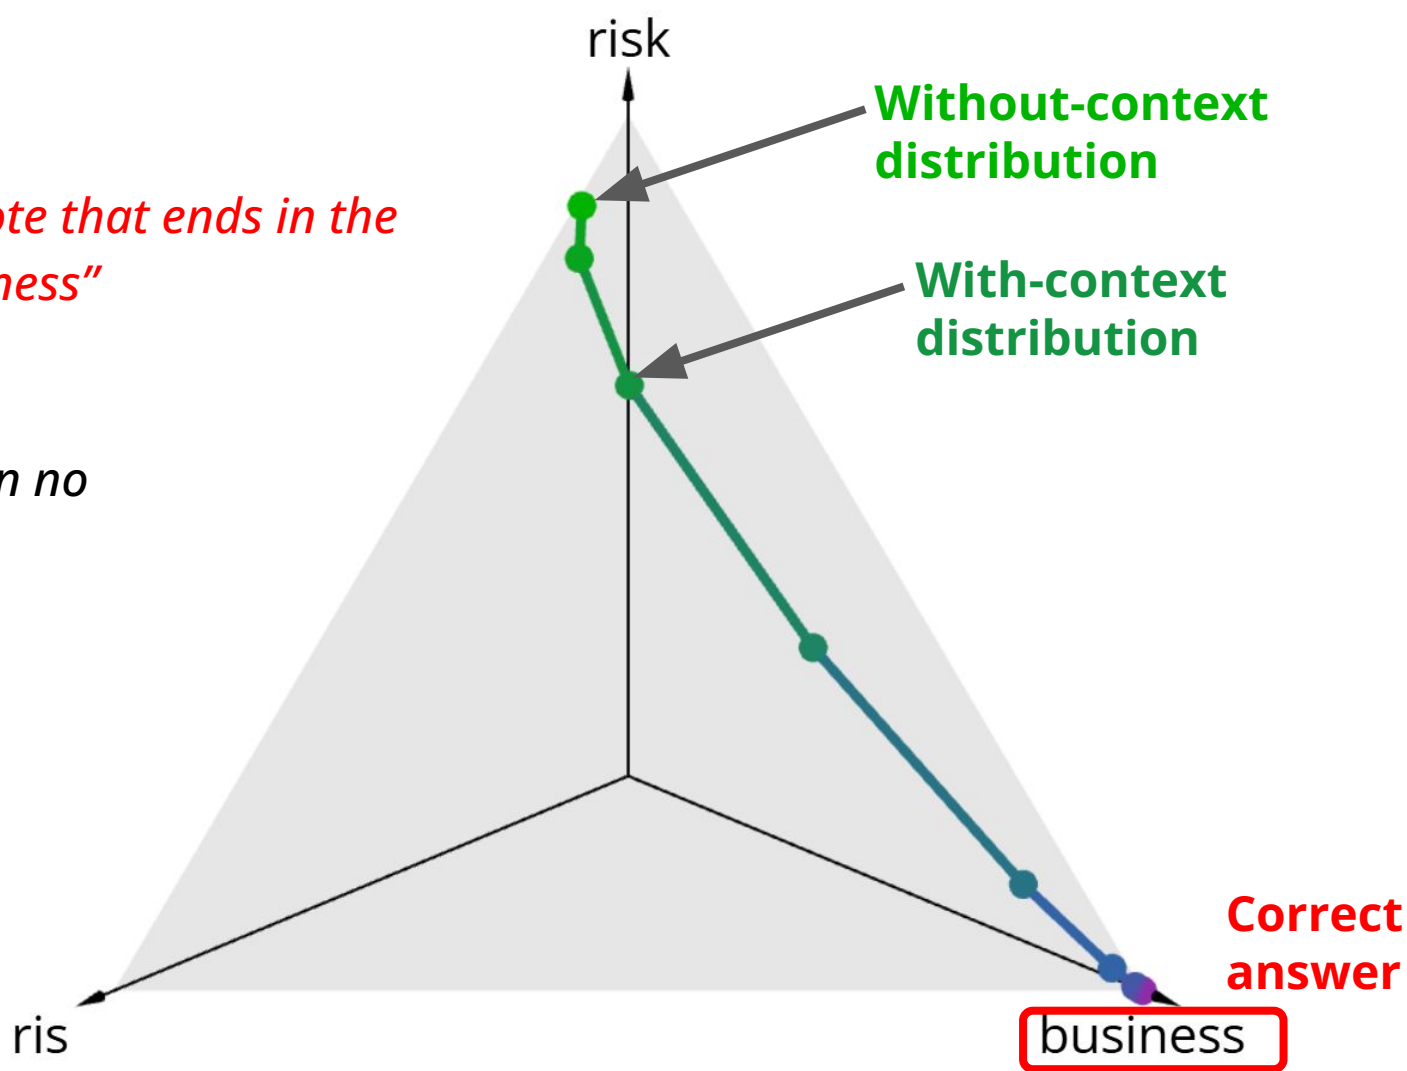 risk
Without-context
distribution
ote that ends in the
ness”
With-context
distribution
n no
Correct
answer
ris
business